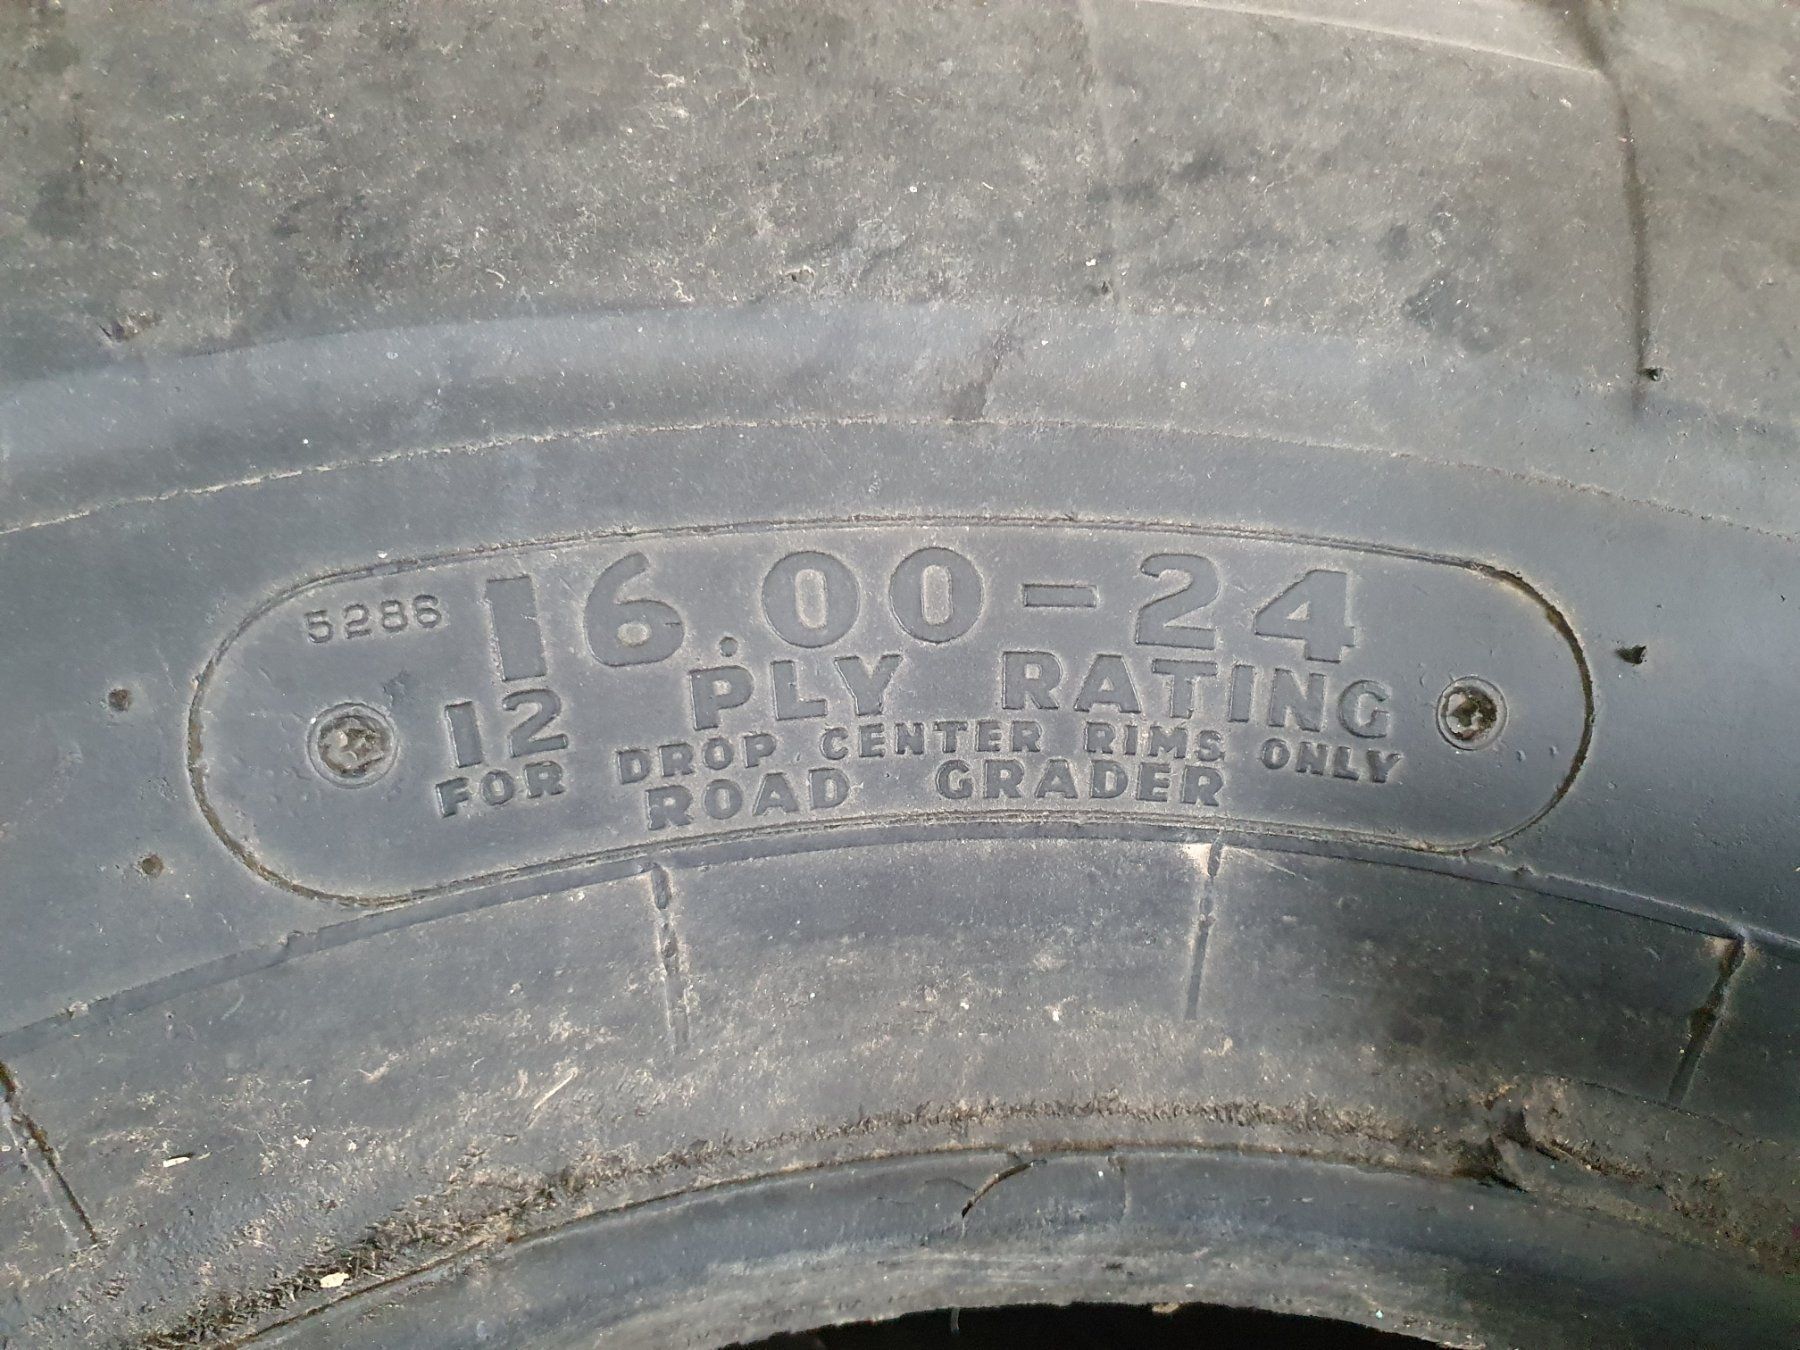 5286 16.00-24
12 PLY RATING
FOR DROP CENTER RIMS ONLY
ROAD GRADER